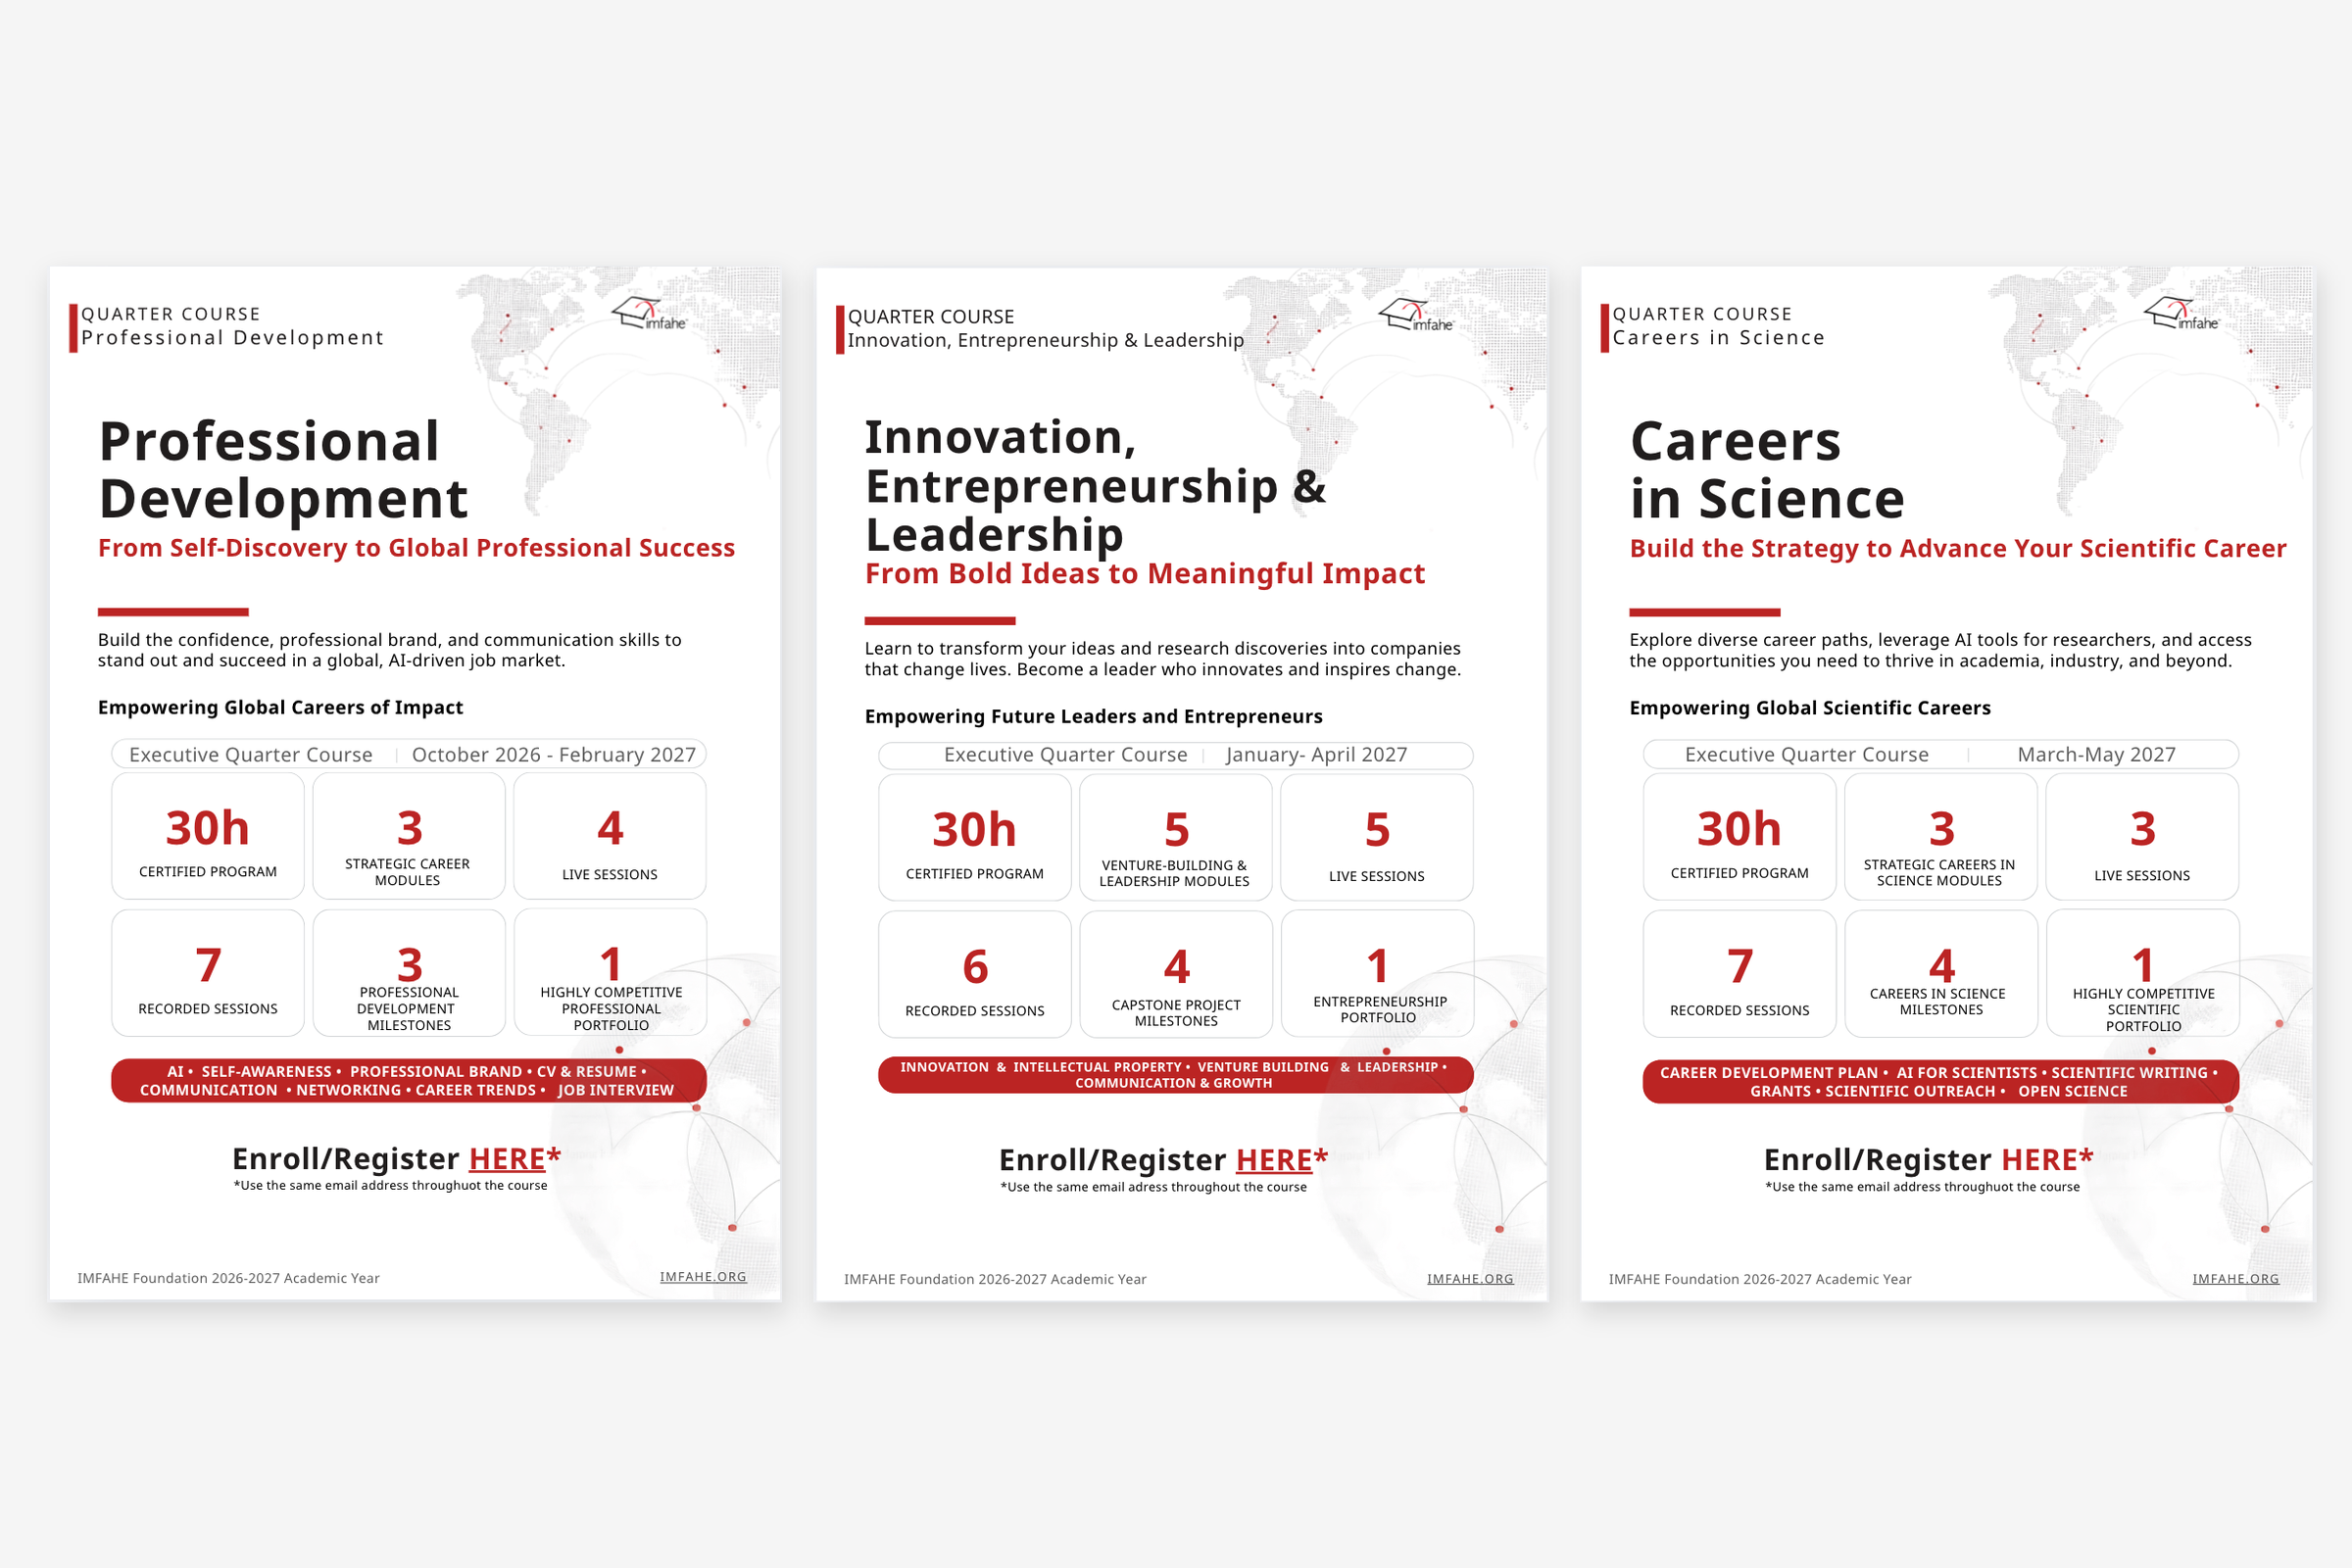 QUARTER COURSE
Professional Development
imfahe
Professional
Development
From Self-Discovery to Global Professional Success
Build the confidence, professional brand, and communication skills to
stand out and succeed in a global, AI-driven job market.
Empowering Global Careers of Impact
Executive Quarter Course | October 2026 - February 2027
30h
CERTIFIED PROGRAM
3
STRATEGIC CAREER
MODULES
4
LIVE SESSIONS
7
RECORDED SESSIONS
3
PROFESSIONAL
DEVELOPMENT
MILESTONES
1
HIGHLY COMPETITIVE
PROFESSIONAL
PORTFOLIO
AI • SELF-AWARENESS • PROFESSIONAL BRAND • CV & RESUME •
COMMUNICATION • NETWORKING • CAREER TRENDS • JOB INTERVIEW
Enroll/Register HERE*
*Use the same email address throughuot the course
IMFAHE Foundation 2026-2027 Academic Year
IMFAHE.ORG
QUARTER COURSE
Innovation, Entrepreneurship & Leadership
imfahe
Innovation,
Entrepreneurship &
Leadership
From Bold Ideas to Meaningful Impact
Learn to transform your ideas and research discoveries into companies
that change lives. Become a leader who innovates and inspires change.
Empowering Future Leaders and Entrepreneurs
Executive Quarter Course | January- April 2027
30h
CERTIFIED PROGRAM
5
VENTURE-BUILDING &
LEADERSHIP MODULES
5
LIVE SESSIONS
6
RECORDED SESSIONS
4
CAPSTONE PROJECT
MILESTONES
1
ENTREPRENEURSHIP
PORTFOLIO
INNOVATION & INTELLECTUAL PROPERTY • VENTURE BUILDING & LEADERSHIP •
COMMUNICATION & GROWTH
Enroll/Register HERE*
*Use the same email adress throughout the course
IMFAHE Foundation 2026-2027 Academic Year
IMFAHE.ORG
QUARTER COURSE
Careers in Science
imfahe
Careers
in Science
Build the Strategy to Advance Your Scientific Career
Explore diverse career paths, leverage AI tools for researchers, and access
the opportunities you need to thrive in academia, industry, and beyond.
Empowering Global Scientific Careers
Executive Quarter Course | March-May 2027
30h
CERTIFIED PROGRAM
3
STRATEGIC CAREERS IN
SCIENCE MODULES
3
LIVE SESSIONS
7
RECORDED SESSIONS
4
CAREERS IN SCIENCE
MILESTONES
1
HIGHLY COMPETITIVE
SCIENTIFIC
PORTFOLIO
CAREER DEVELOPMENT PLAN • AI FOR SCIENTISTS • SCIENTIFIC WRITING •
GRANTS • SCIENTIFIC OUTREACH • OPEN SCIENCE
Enroll/Register HERE*
*Use the same email address throughuot the course
IMFAHE Foundation 2026-2027 Academic Year
IMFAHE.ORG